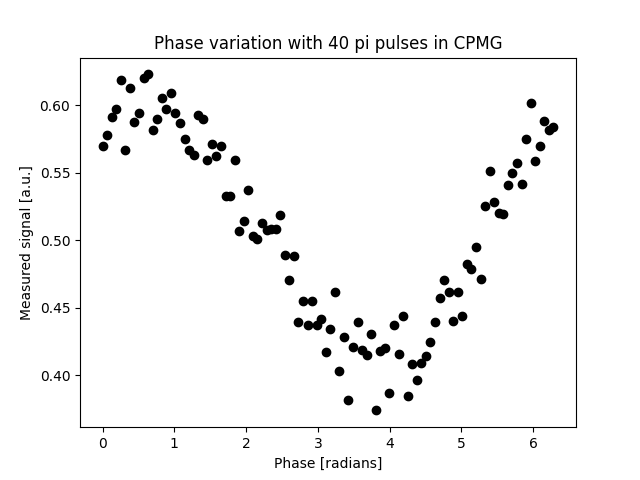 Phase variation with 40 pi pulses in CPMG
Measured signal [a.u.]
0.60
0.55
0.50
0.45
0.40
0 1 2 3 4 5 6
Phase [radians]